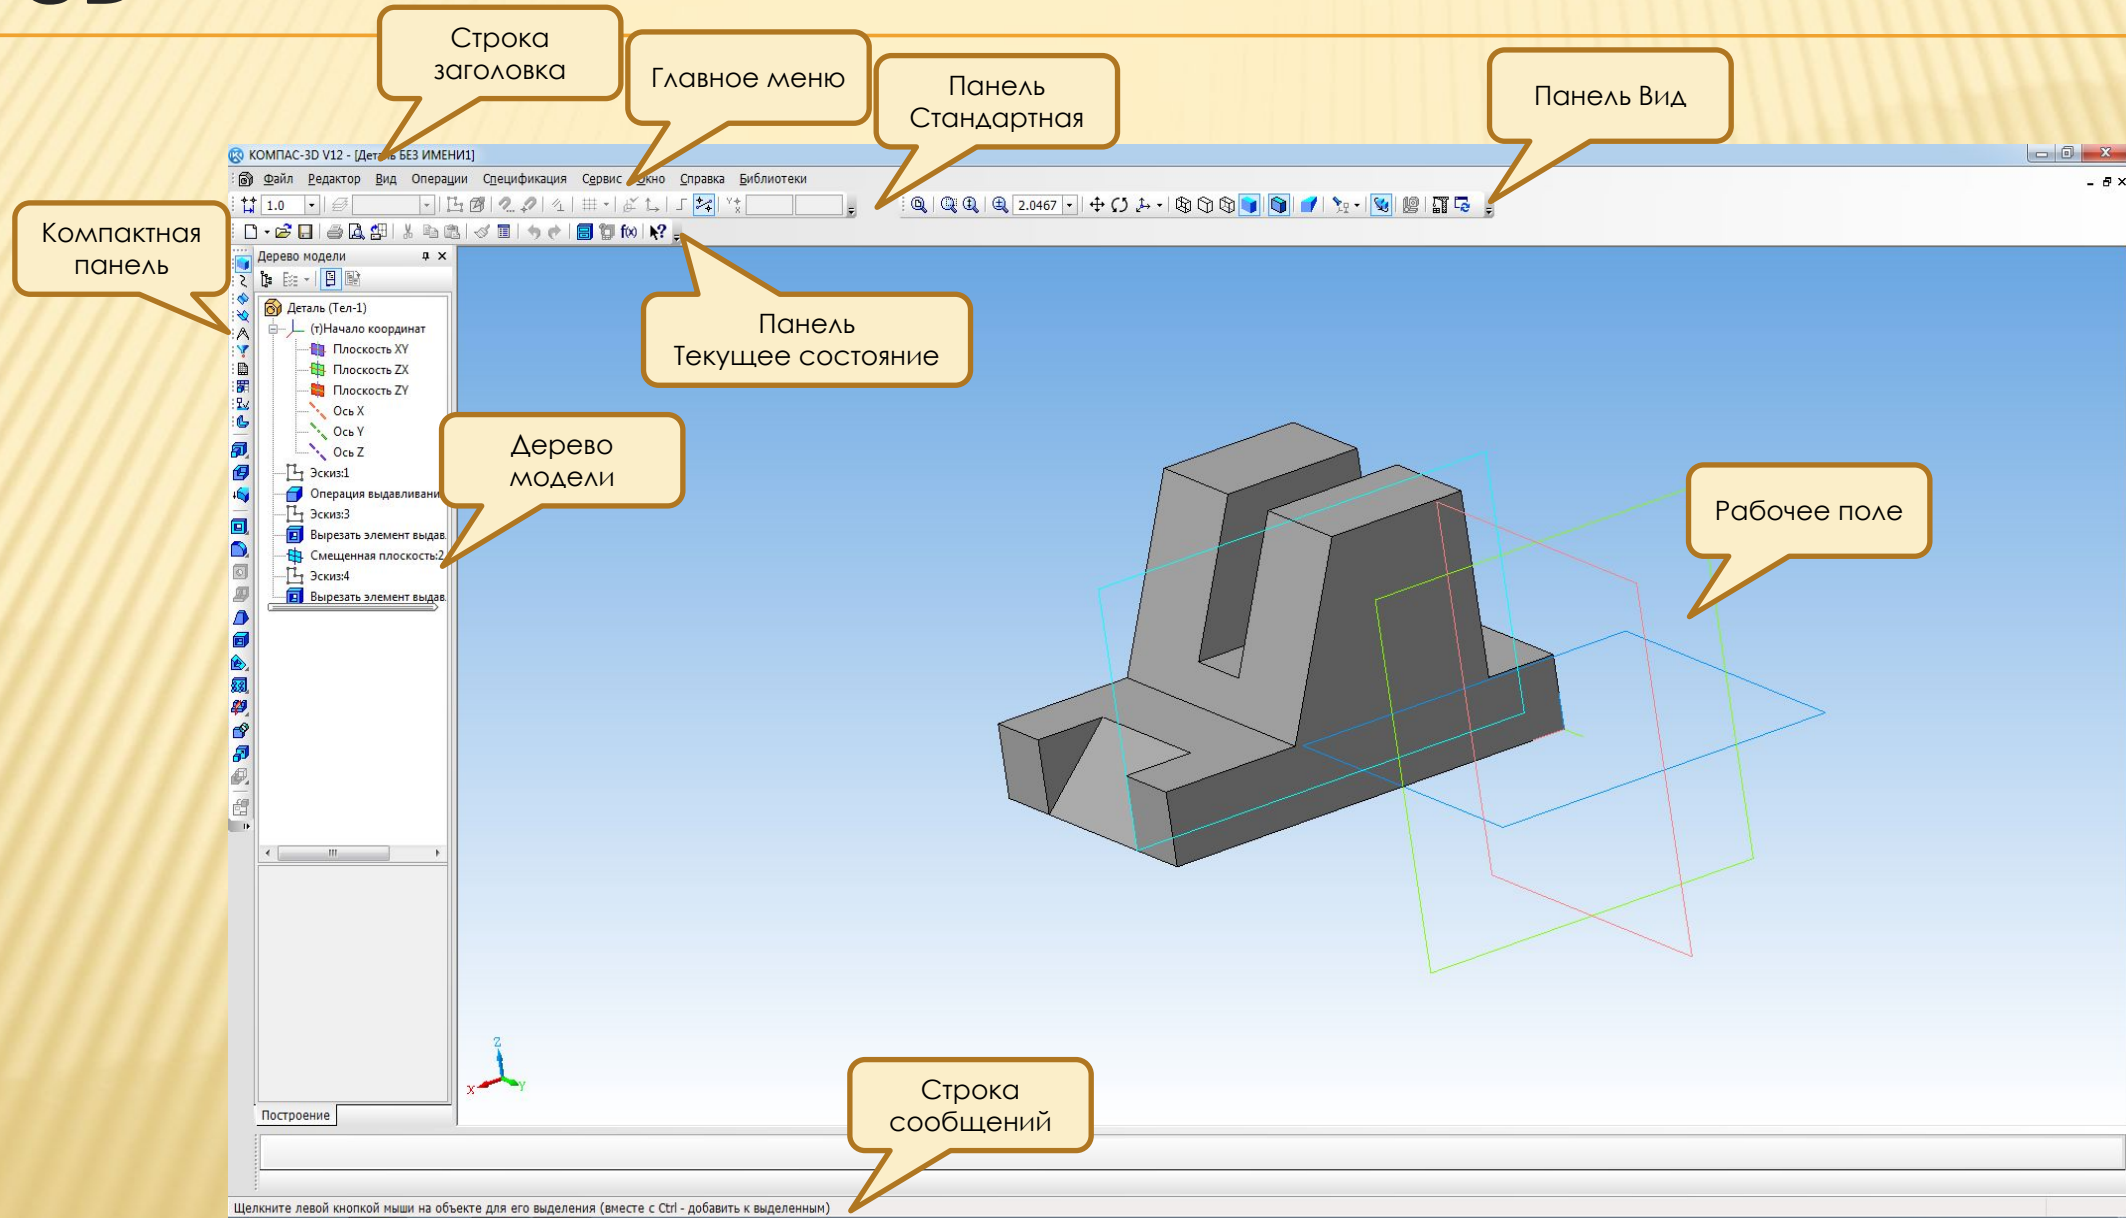 Строка
заголовка
Главное меню
Панель
Стандартная
Панель Вид
КОМПАС-3D V12 - [Деталь БЕЗ ИМЕНИ1]
Файл Редактор Вид Операции Спецификация Сервис Окно Справка Библиотеки
1.0
2.0467
Компактная
панель
Дерево модели
Деталь (Тел-1)
(т)Начало координат
Плоскость XY
Плоскость ZX
Плоскость ZY
Ось X
Ось Y
Ось Z
Эскиз:1
Операция выдавливани
Эскиз:3
Вырезать элемент выдав
Смещенная плоскость:2
Эскиз:4
Вырезать элемент выдав
Панель
Текущее состояние
Дерево
модели
Рабочее поле
Z
X
Y
Строка
сообщений
Построение
Щелкните левой кнопкой мыши на объекте для его выделения (вместе с Ctrl - добавить к выделенным)